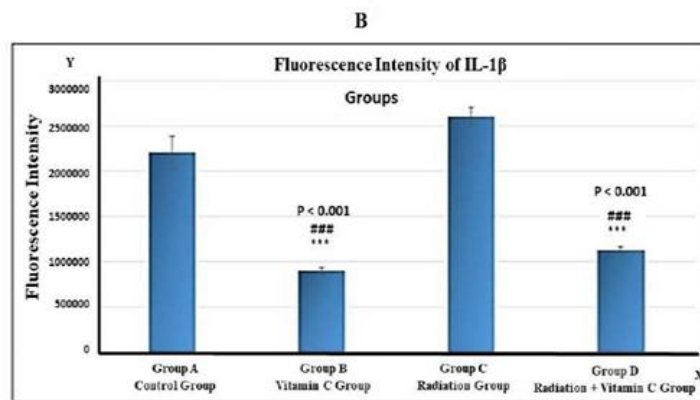 B
Y
Fluorescence Intensity of IL-1β
Groups
Fluorescence Intensity
3000000
2500000
2000000
1500000
1000000
500000
0
P < 0.001
###
***
P < 0.001
###
***
Group A
Control Group
Group B
Vitamin C Group
Group C
Radiation Group
Group D
Radiation + Vitamin C Group
X